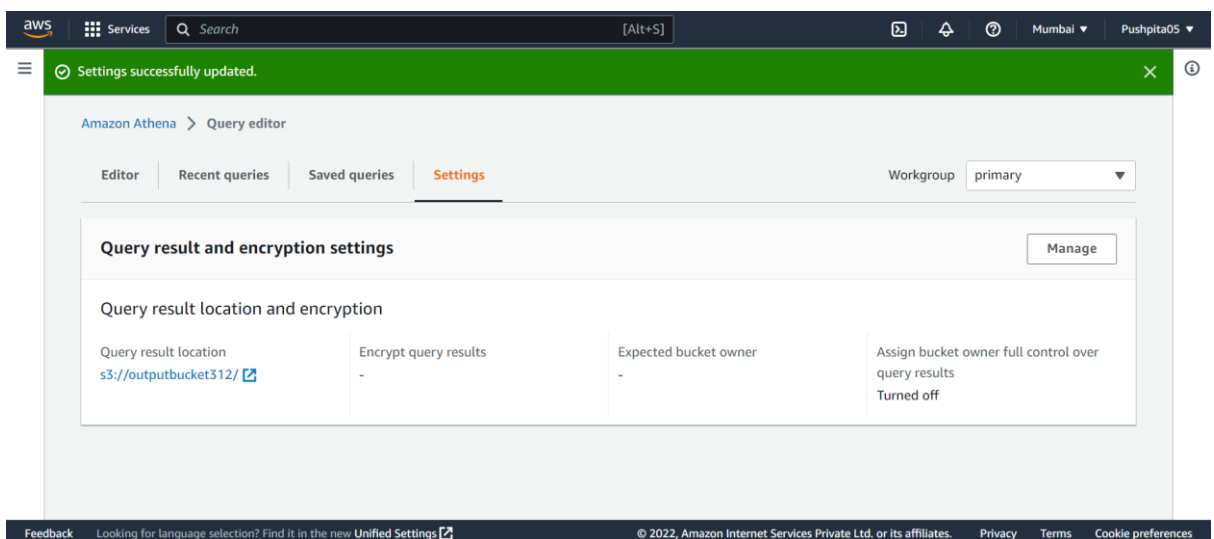 aws Services Search [Alt+S] Mumbai Pushpita05
Settings successfully updated.
Amazon Athena > Query editor
Editor Recent queries Saved queries Settings Workgroup primary
Query result and encryption settings Manage
Query result location and encryption
Query result location Encrypt query results Expected bucket owner Assign bucket owner full control over
s3://outputbucket312/ - - query results
Turned off
Feedback Looking for language selection? Find it in the new Unified Settings © 2022, Amazon Internet Services Private Ltd. or its affiliates. Privacy Terms Cookie preferences